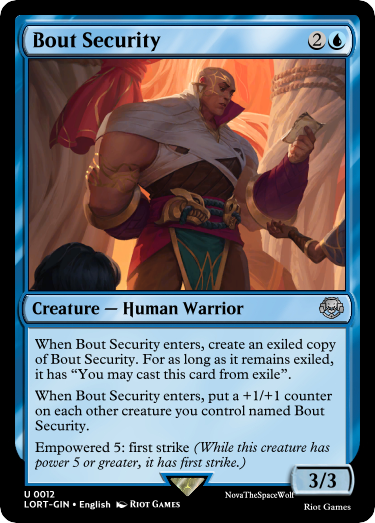 Bout Security 2
Creature — Human Warrior
When Bout Security enters, create an exiled copy
of Bout Security. For as long as it remains exiled,
it has “You may cast this card from exile”.
When Bout Security enters, put a +1/+1 counter
on each other creature you control named Bout
Security.
Empowered 5: first strike (While this creature has
power 5 or greater, it has first strike.)
3/3
U 0012
LORT-GIN • English RIOT GAMES
NovaTheSpaceWolf
Riot Games